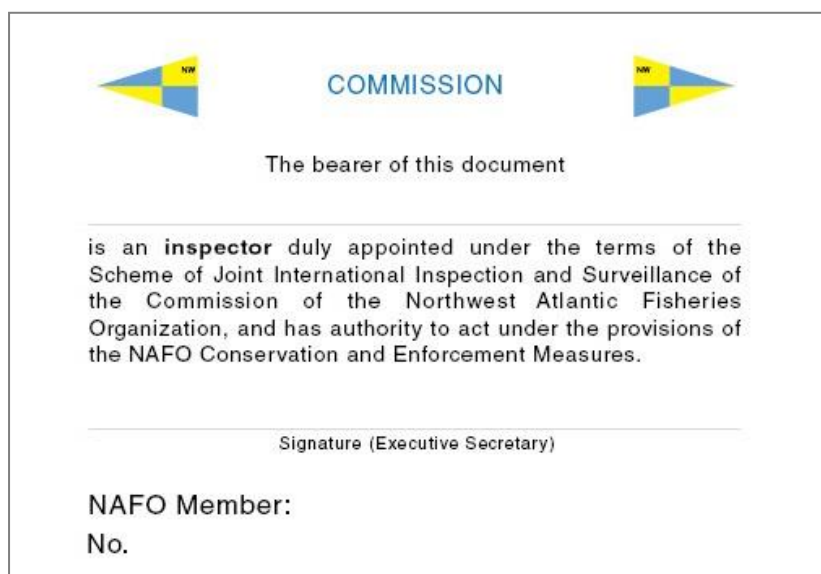 NW
COMMISSION
NW
The bearer of this document
is an inspector duly appointed under the terms of the
Scheme of Joint International Inspection and Surveillance of
the Commission of the Northwest Atlantic Fisheries
Organization, and has authority to act under the provisions of
the NAFO Conservation and Enforcement Measures.
Signature (Executive Secretary)
NAFO Member:
No.